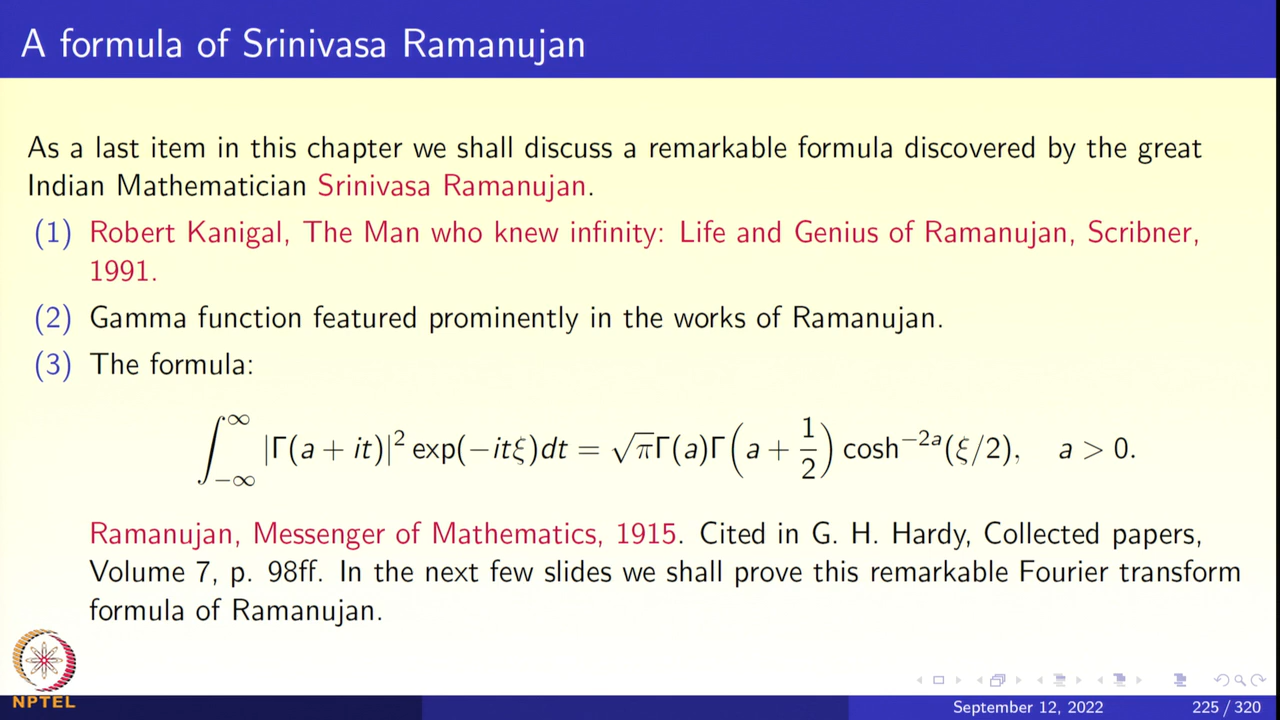 A formula of Srinivasa Ramanujan
As a last item in this chapter we shall discuss a remarkable formula discovered by the great
Indian Mathematician Srinivasa Ramanujan.
(1) Robert Kanigal, The Man who knew infinity: Life and Genius of Ramanujan, Scribner,
1991.
(2) Gamma function featured prominently in the works of Ramanujan.
(3) The formula:
∫_{−∞}^{∞} |Γ(a + it)|² exp(−itξ)dt = √π Γ(a)Γ(a + 1/2) cosh^{−2a}(ξ/2), a > 0.
Ramanujan, Messenger of Mathematics, 1915. Cited in G. H. Hardy, Collected papers,
Volume 7, p. 98ff. In the next few slides we shall prove this remarkable Fourier transform
formula of Ramanujan.
NPTEL
September 12, 2022 225 / 320